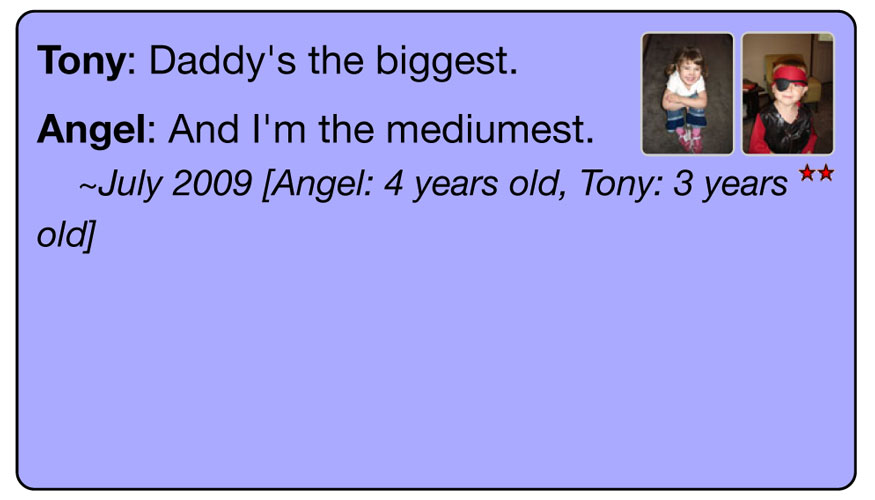 Tony: Daddy's the biggest.
Angel: And I'm the mediumest.
~July 2009 [Angel: 4 years old, Tony: 3 years
old]